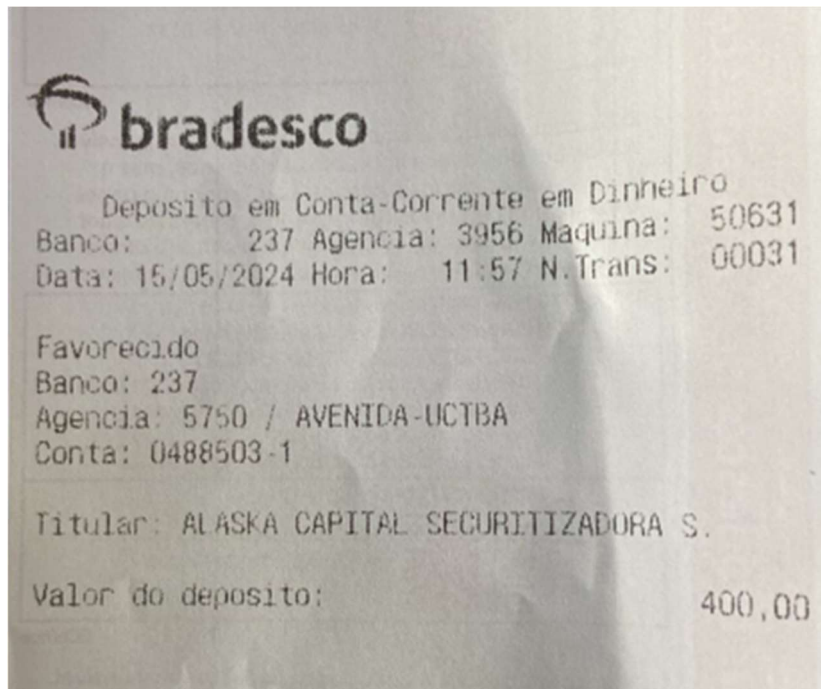 bradesco
Deposito em Conta-Corrente em Dinheiro
Banco: 237 Agencia: 3956 Maquina: 50631
Data: 15/05/2024 Hora: 11:57 N.Trans: 00031
Favorecido
Banco: 237
Agencia: 5750 / AVENIDA-UCTBA
Conta: 0488503-1
Titular: ALASKA CAPITAL SECURITIZADORA S.
Valor do deposito: 400,00